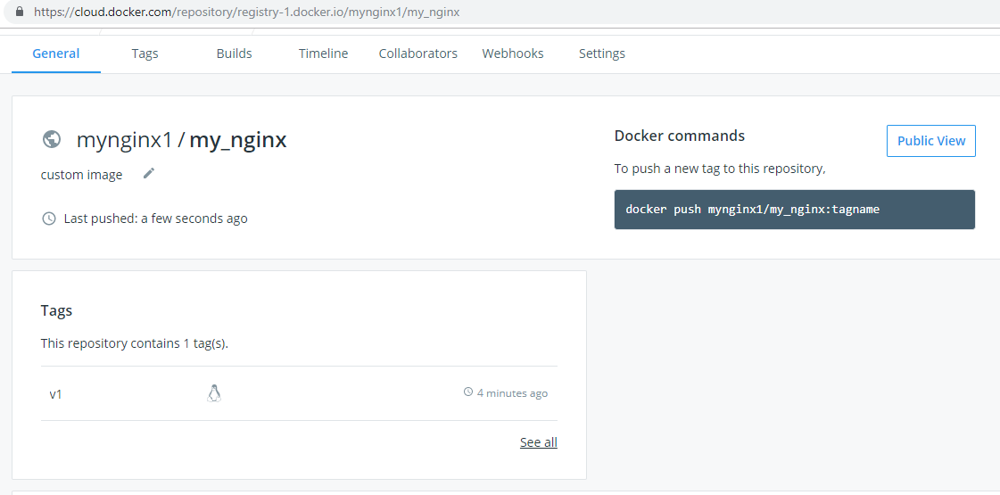 https://cloud.docker.com/repository/registry-1.docker.io/mynginx1/my_nginx
General Tags Builds Timeline Collaborators Webhooks Settings
mynginx1 / my_nginx
custom image
Last pushed: a few seconds ago
Docker commands
Public View
To push a new tag to this repository,
docker push mynginx1/my_nginx:tagname
Tags
This repository contains 1 tag(s).
v1 4 minutes ago
See all